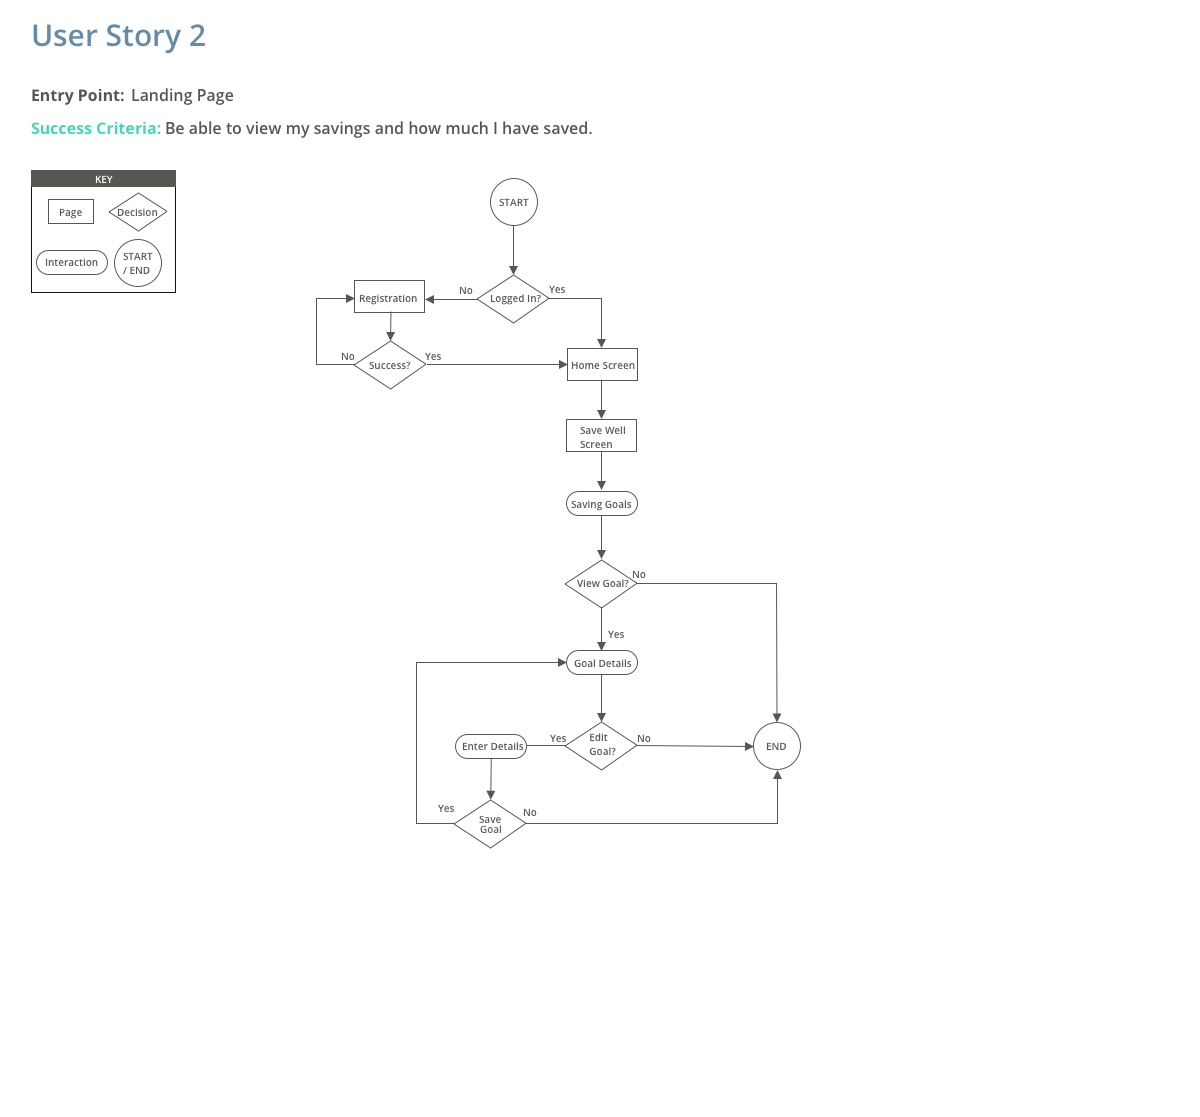 User Story 2
Entry Point: Landing Page
Success Criteria: Be able to view my savings and how much I have saved.
KEY
Page
Decision
Interaction
START
/ END
START
Logged In?
No
Yes
Registration
Success?
No
Yes
Home Screen
Save Well
Screen
Saving Goals
View Goal?
No
Yes
Goal Details
Edit
Goal?
Yes
No
Enter Details
END
Save
Goal
Yes
No